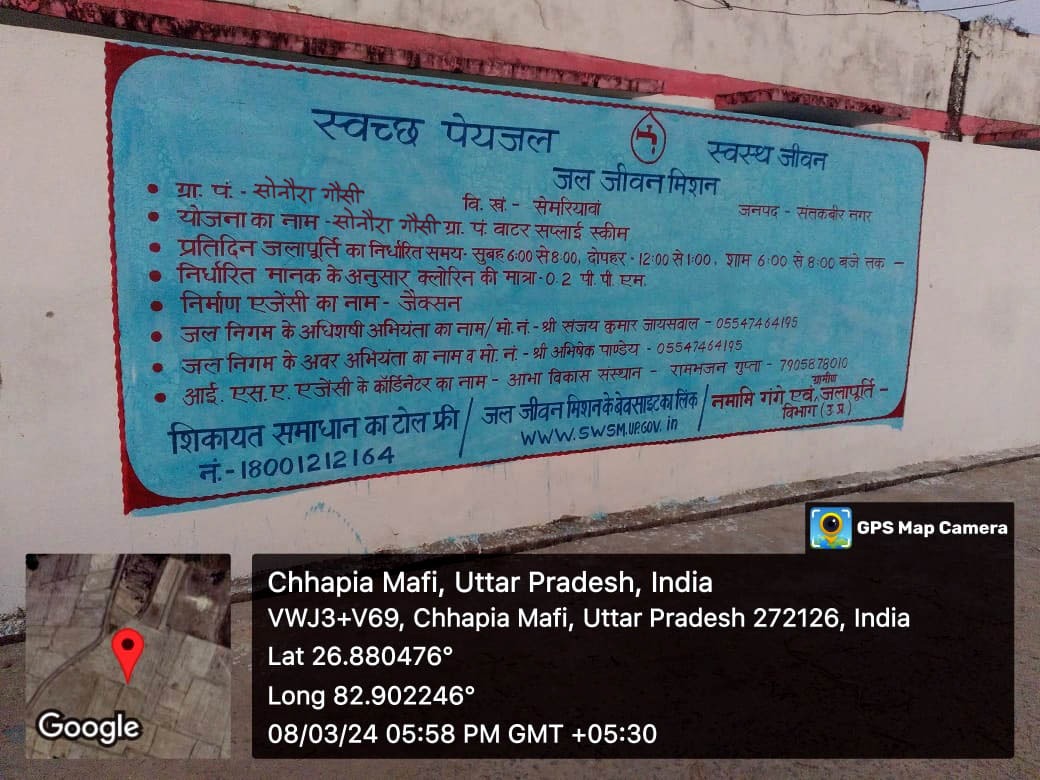 स्वच्छ पेयजल स्वस्थ जीवन
जल जीवन मिशन
• ग्रा. पं. - सोनौरा गौसी वि. खं. - सेमरियावां जनपद - संतकबीर नगर
• योजना का नाम - सोनौरा गौसी ग्रा. पं. वाटर सप्लाई स्कीम
• प्रतिदिन जलापूर्ति का निर्धारित समय- सुबह 6:00 से 8:00, दोपहर - 12:00 से 1:00, शाम 6:00 से 8:00 बजे तक –
• निर्धारित मानक के अनुसार क्लोरिन की मात्रा - 0.2 पी. पी. एम.
• निर्माण एजेंसी का नाम - जैक्सन
• जल निगम के अधिशाषी अभियंता का नाम/मो. नं. - श्री संजय कुमार जायसवाल - 05547464195
• जल निगम के अवर अभियंता का नाम व मो. नं. - श्री अभिषेक पाण्डेय - 05547464195
• आई. एस. ए. एजेंसी के कॉर्डिनेटर का नाम - आभा विकास संस्थान - रामभजन गुप्ता - 7905878010
शिकायत समाधान का टोल फ्री
नं. - 18001212164
/ जल जीवन मिशन के बेवसाइट का लिंक
WWW.SWSM.UP.GOV.in
/ नमामि गंगे एवं ग्रामीण जलापूर्ति –
विभाग (उ.प्र.)
GPS Map Camera
Chhapia Mafi, Uttar Pradesh, India
VWJ3+V69, Chhapia Mafi, Uttar Pradesh 272126, India
Lat 26.880476°
Long 82.902246°
08/03/24 05:58 PM GMT +05:30
Google